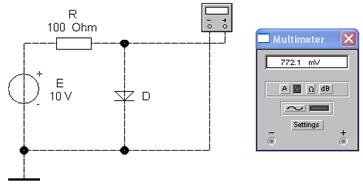 R
100 Ohm
E
10 V
+
-
D
- +
Multimeter
772.1 mV
A V Ω dB
Settings
- +